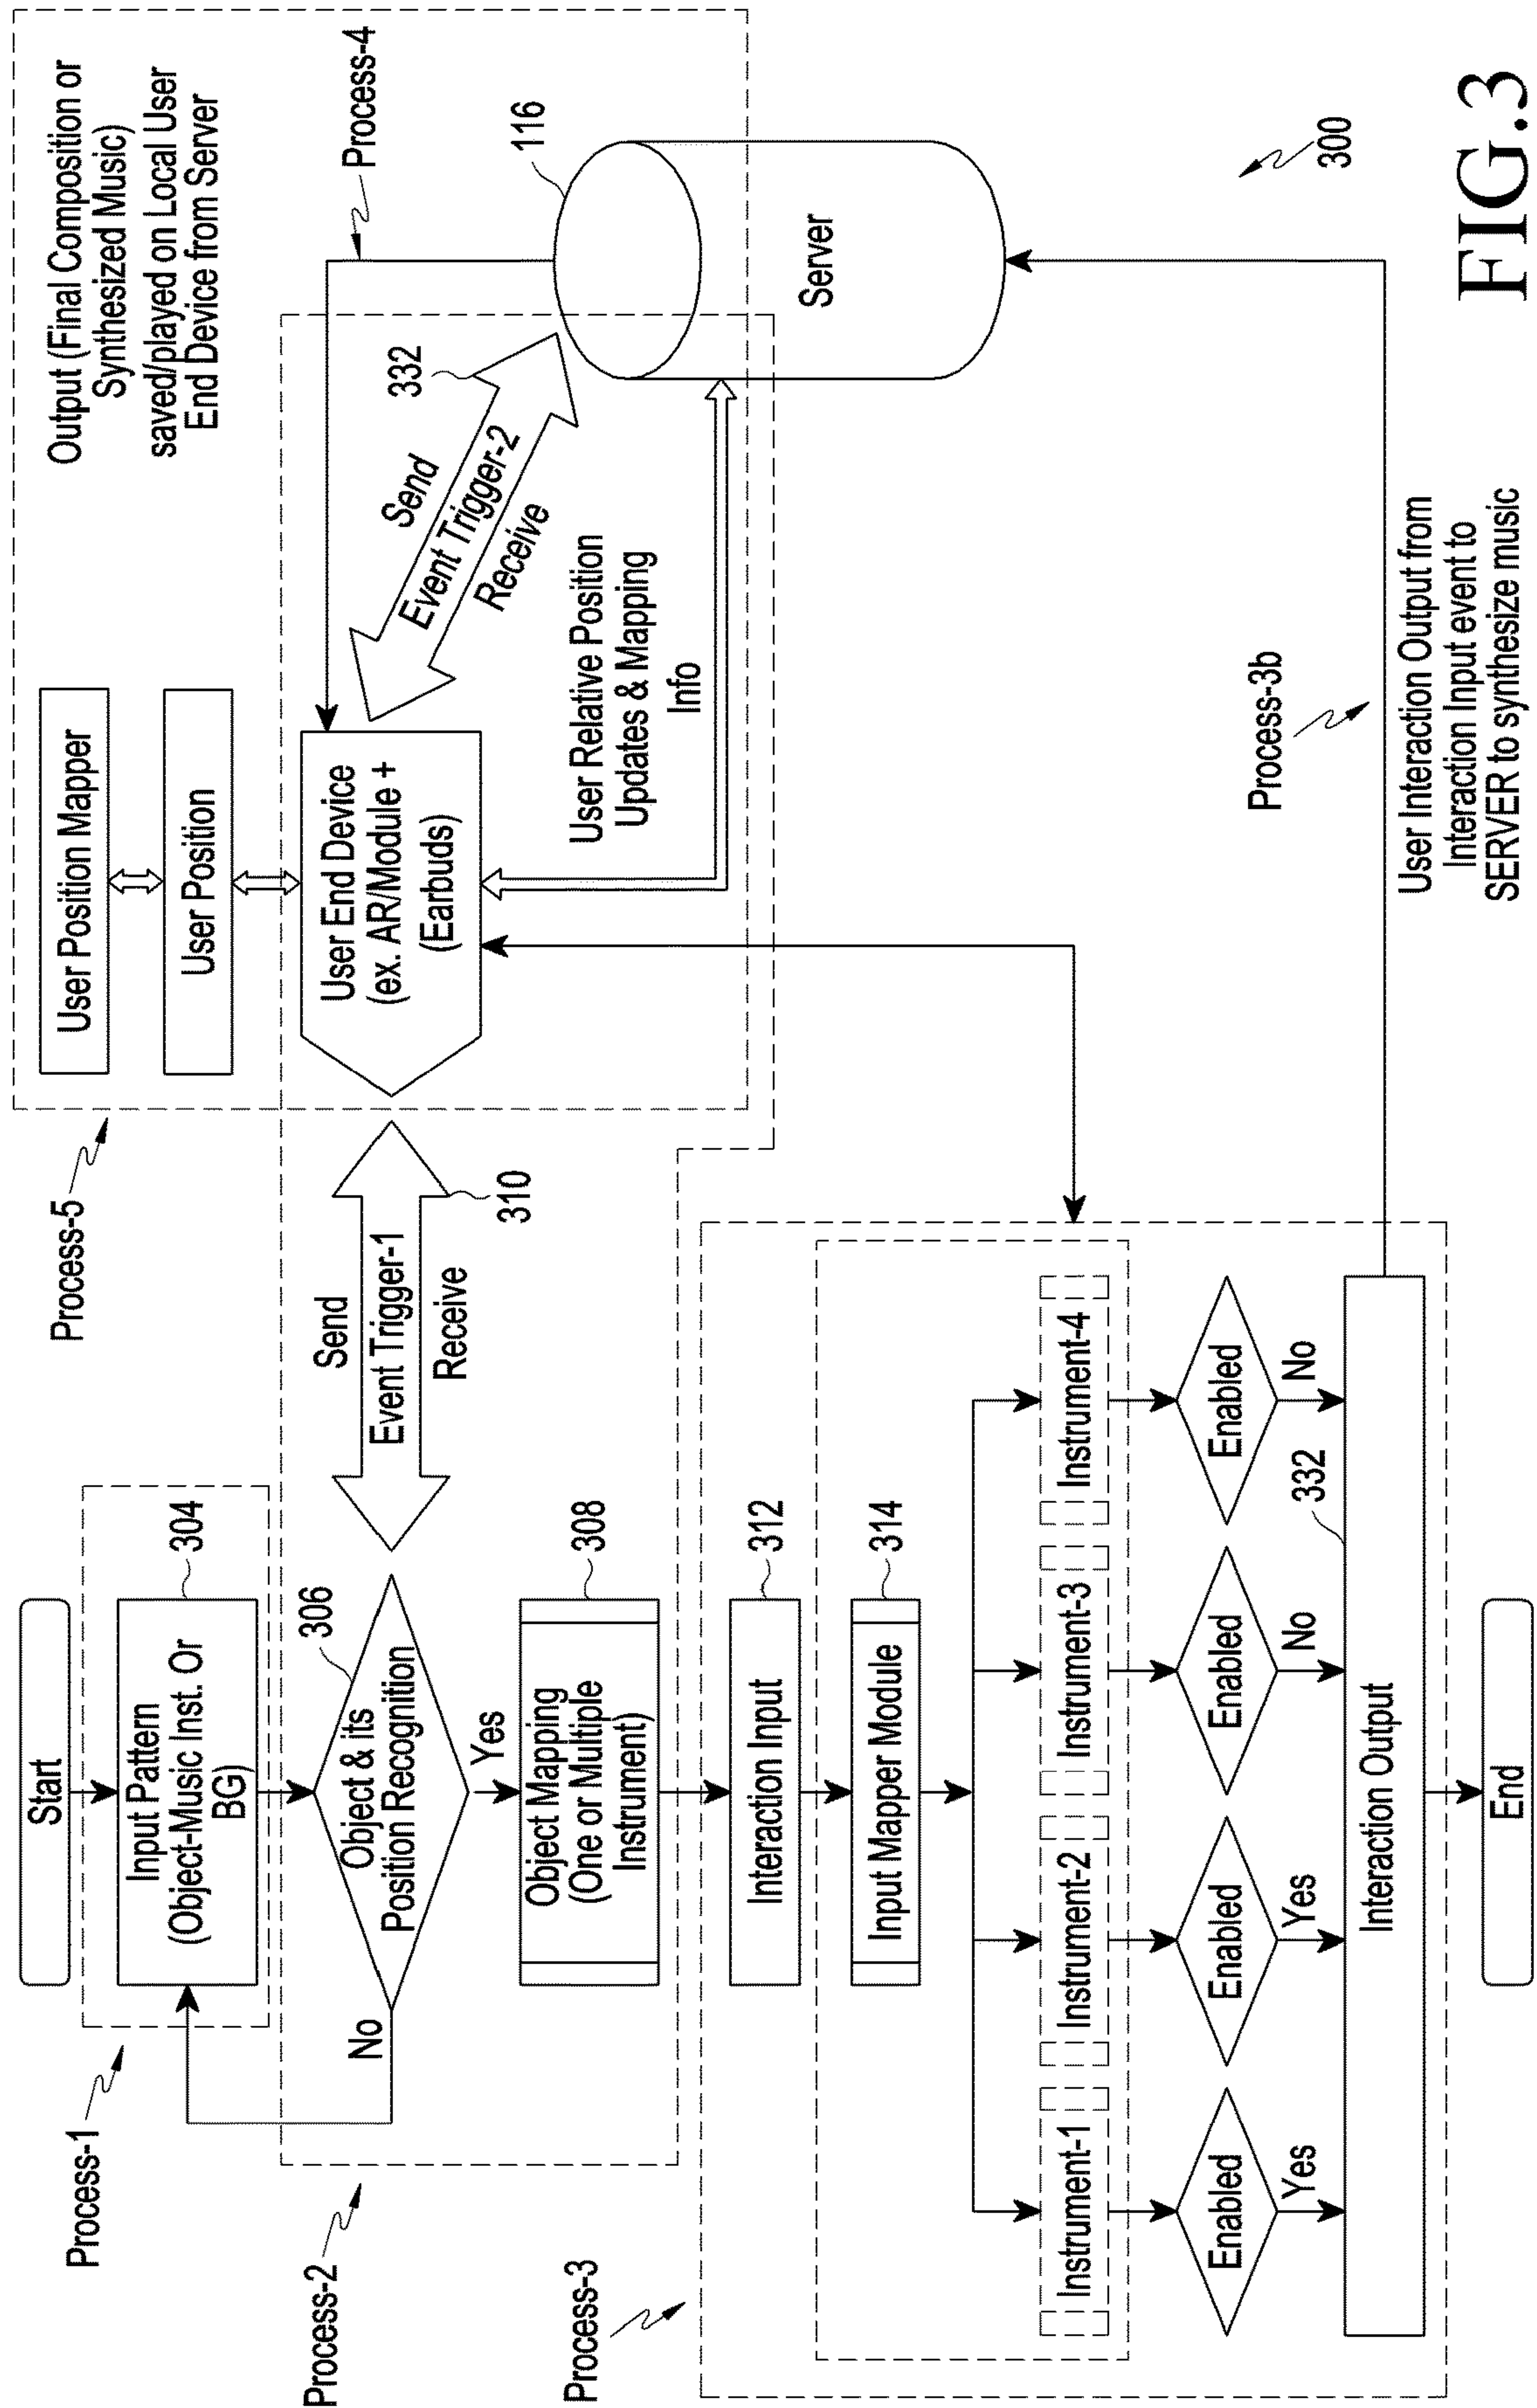 Process-1
Start
Input Pattern
(Object-Music Inst. Or
BG)
304
Process-2
Object & its
Position Recognition
306
No
Yes
Object Mapping
(One or Multiple
Instrument)
308
Send
Event Trigger-1
Receive
310
Process-5
User Position Mapper
User Position
User End Device
(ex. AR/Module +
(Earbuds)
Output (Final Composition or
Synthesized Music)
saved/played on Local User
End Device from Server
Process-4
116
Send
Event Trigger-2
Receive
332
User Relative Position
Updates & Mapping
Info
Server
Process-3
Interaction Input
312
Input Mapper Module
314
Instrument-1
Instrument-2
Instrument-3
Instrument-4
Enabled
Enabled
Enabled
Enabled
Yes
Yes
No
No
332
Interaction Output
End
Process-3b
User Interaction Output from
Interaction Input event to
SERVER to synthesize music
300
FIG.3